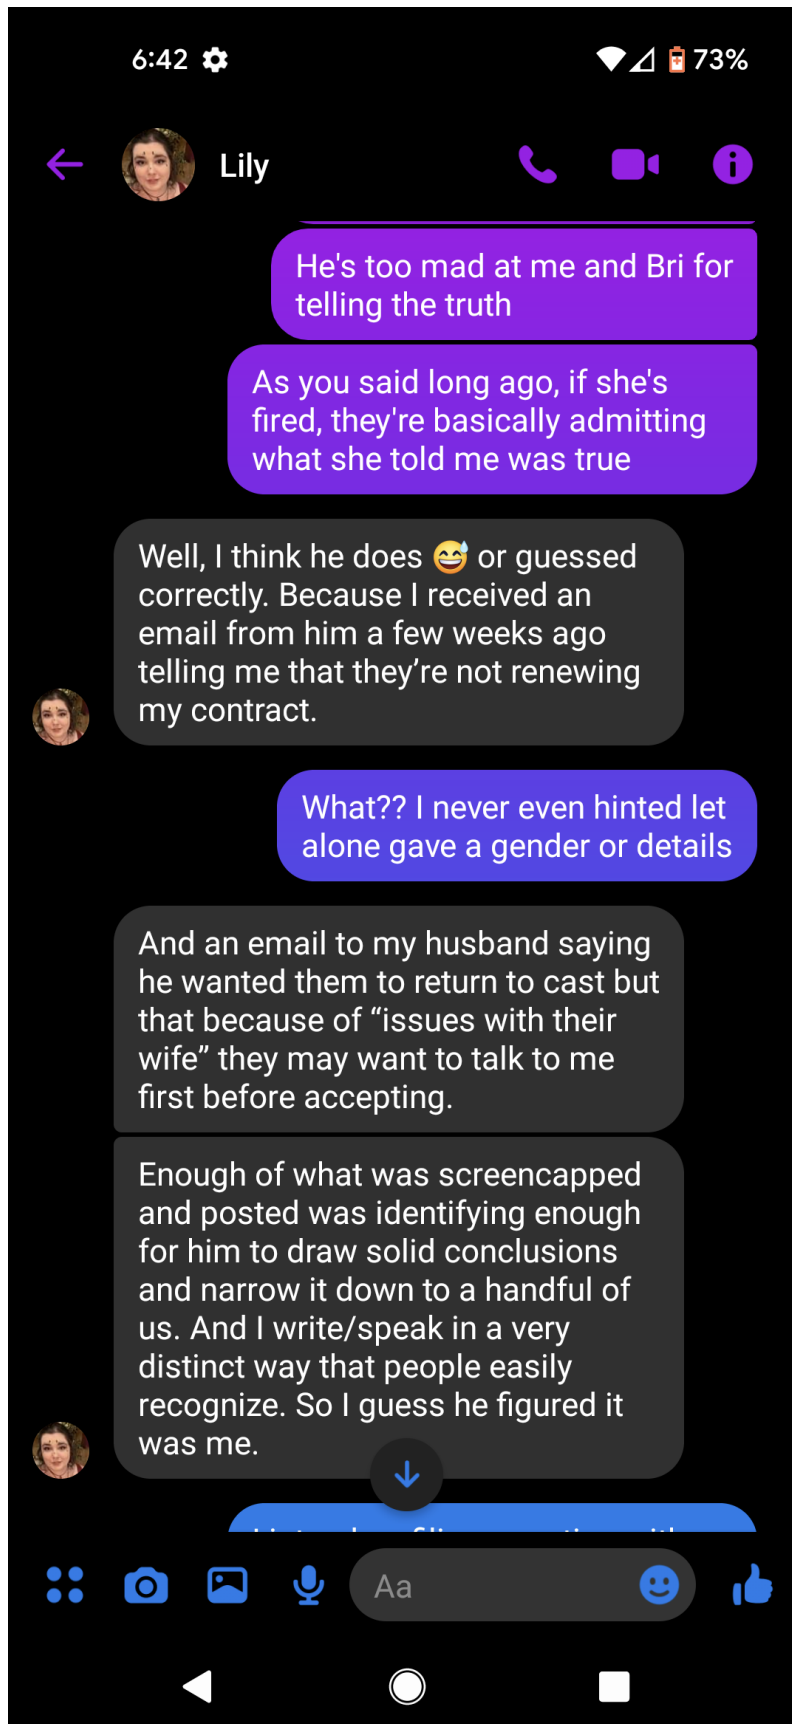 6:42
73%
Lily
He's too mad at me and Bri for
telling the truth
As you said long ago, if she's
fired, they're basically admitting
what she told me was true
Well, I think he does 😅 or guessed
correctly. Because I received an
email from him a few weeks ago
telling me that they’re not renewing
my contract.
What?? I never even hinted let
alone gave a gender or details
And an email to my husband saying
he wanted them to return to cast but
that because of “issues with their
wife” they may want to talk to me
first before accepting.
Enough of what was screencapped
and posted was identifying enough
for him to draw solid conclusions
and narrow it down to a handful of
us. And I write/speak in a very
distinct way that people easily
recognize. So I guess he figured it
was me.
Aa